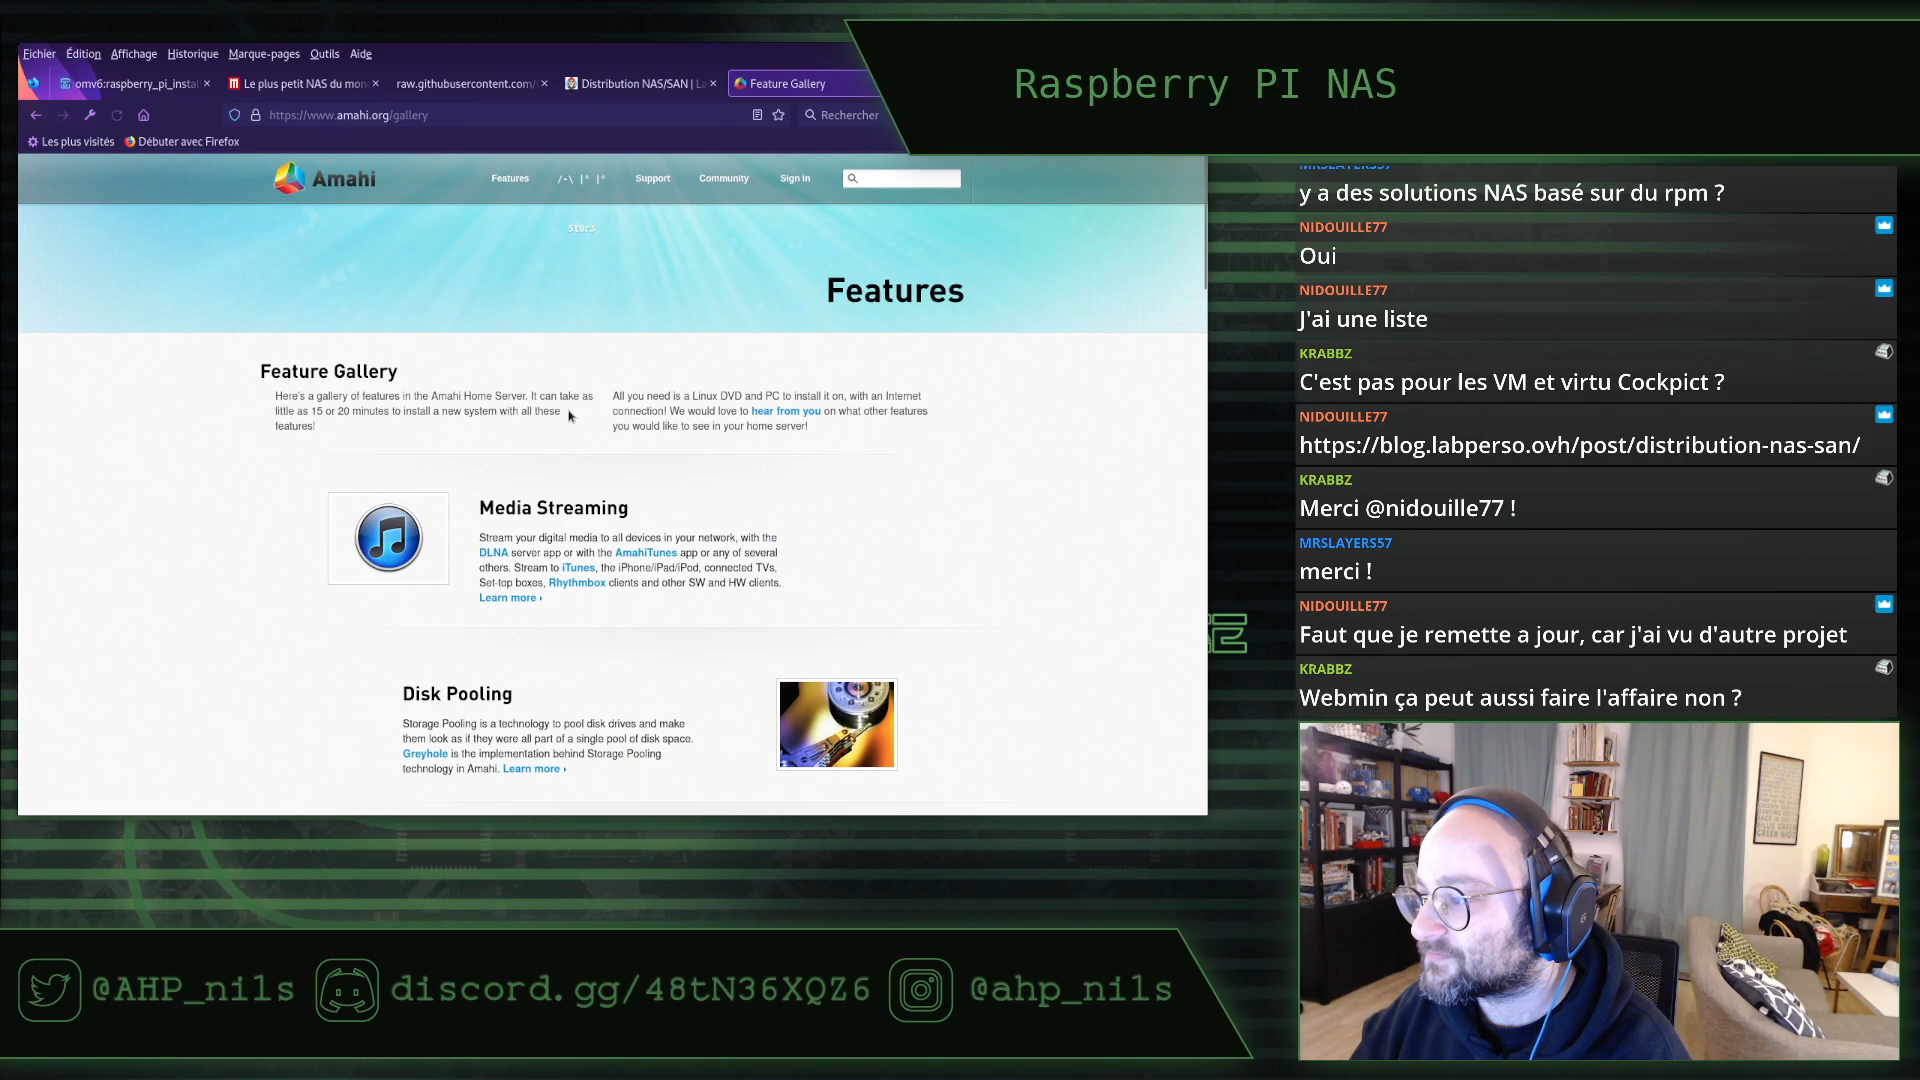 Raspberry PI NAS
Fichier Édition Affichage Historique Marque-pages Outils Aide
omv6:raspberry_pi_instal Le plus petit NAS du mon raw.githubusercontent.com/ Distribution NAS/SAN | La Feature Gallery
https://www.amahi.org/gallery Rechercher
Les plus visités Débuter avec Firefox
Amahi Features /-\ |° |° Support Community Sign in
St0r3
Features
Feature Gallery
Here's a gallery of features in the Amahi Home Server. It can take as
little as 15 or 20 minutes to install a new system with all these
features!
All you need is a Linux DVD and PC to install it on, with an Internet
connection! We would love to hear from you on what other features
you would like to see in your home server!
Media Streaming
Stream your digital media to all devices in your network, with the
DLNA server app or with the AmahiTunes app or any of several
others. Stream to iTunes, the iPhone/iPad/iPod, connected TVs,
Set-top boxes, Rhythmbox clients and other SW and HW clients.
Learn more ›
Disk Pooling
Storage Pooling is a technology to pool disk drives and make
them look as if they were all part of a single pool of disk space.
Greyhole is the implementation behind Storage Pooling
technology in Amahi. Learn more ›
MRSLAYERS57
y a des solutions NAS basé sur du rpm ?
NIDOUILLE77
Oui
NIDOUILLE77
J'ai une liste
KRABBZ
C'est pas pour les VM et virtu Cockpict ?
NIDOUILLE77
https://blog.labperso.ovh/post/distribution-nas-san/
KRABBZ
Merci @nidouille77 !
MRSLAYERS57
merci !
NIDOUILLE77
Faut que je remette a jour, car j'ai vu d'autre projet
KRABBZ
Webmin ça peut aussi faire l'affaire non ?
@AHP_nils discord.gg/48tN36XQZ6 @ahp_nils